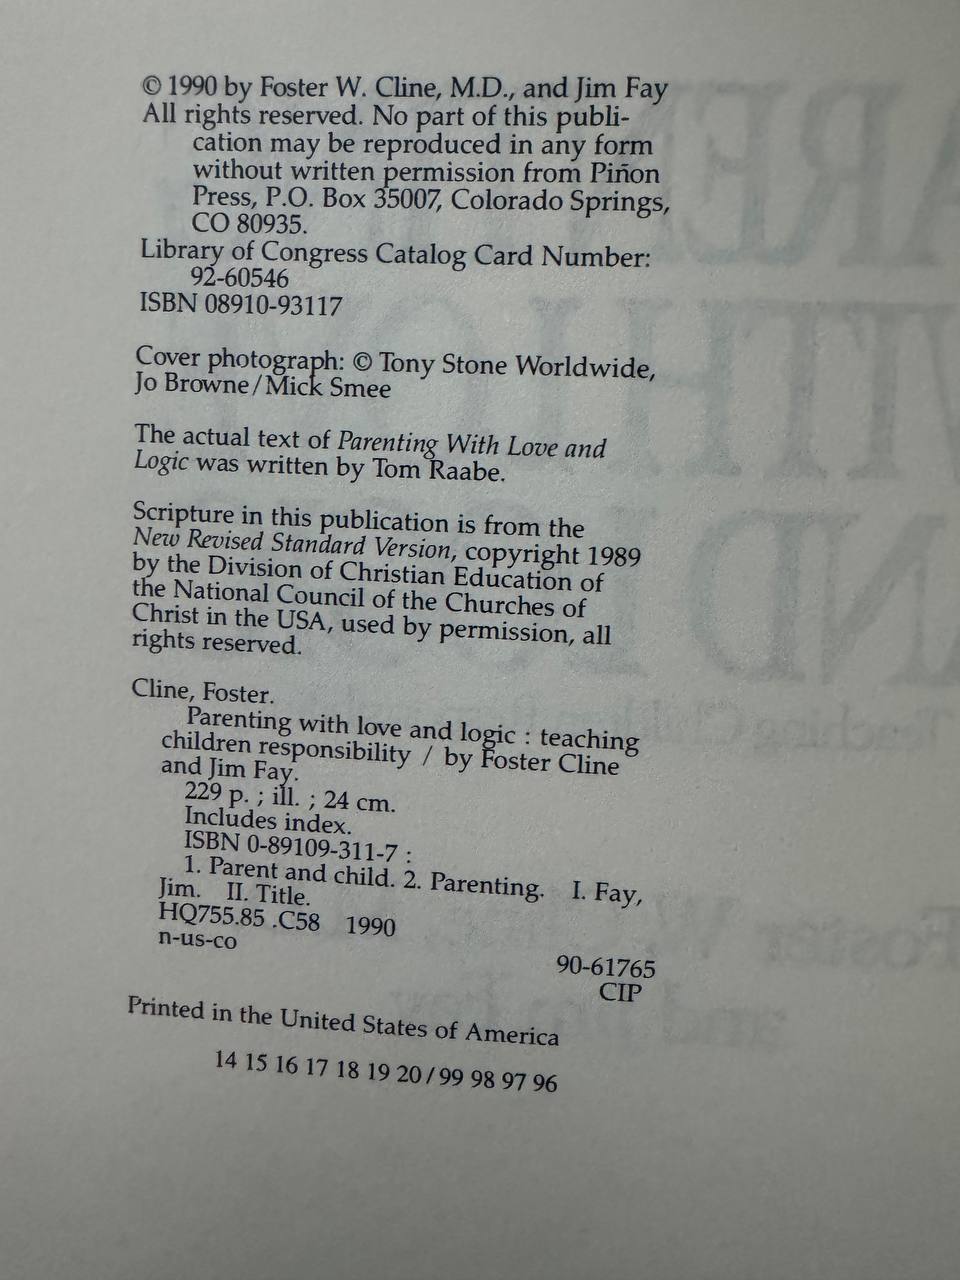 © 1990 by Foster W. Cline, M.D., and Jim Fay
All rights reserved. No part of this publi-
cation may be reproduced in any form
without written permission from Piñon
Press, P.O. Box 35007, Colorado Springs,
CO 80935.
Library of Congress Catalog Card Number:
92-60546
ISBN 08910-93117
Cover photograph: © Tony Stone Worldwide,
Jo Browne/Mick Smee
The actual text of Parenting With Love and
Logic was written by Tom Raabe.
Scripture in this publication is from the
New Revised Standard Version, copyright 1989
by the Division of Christian Education of
the National Council of the Churches of
Christ in the USA, used by permission, all
rights reserved.
Cline, Foster.
Parenting with love and logic : teaching
children responsibility / by Foster Cline
and Jim Fay.
229 p. ; ill. ; 24 cm.
Includes index.
ISBN 0-89109-311-7 :
1. Parent and child. 2. Parenting. I. Fay,
Jim. II. Title.
HQ755.85 .C58 1990
n-us-co
90-61765
CIP
Printed in the United States of America
14 15 16 17 18 19 20/99 98 97 96